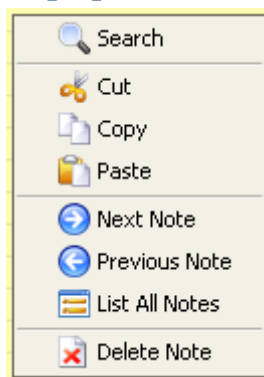 Search
Cut
Copy
Paste
Next Note
Previous Note
List All Notes
Delete Note